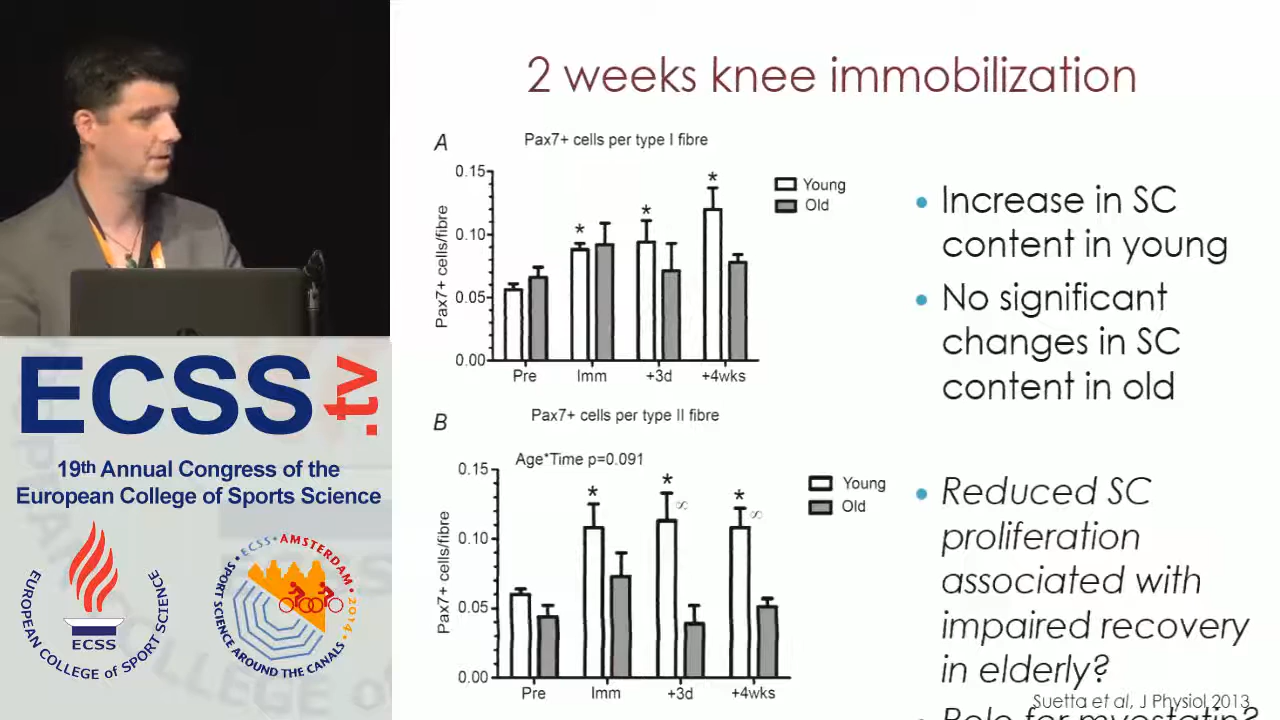 2 weeks knee immobilization
A
Pax7+ cells per type I fibre
Pax7+ cells/fibre
0.15
0.10
0.05
0.00
* * *
Young
Old
Pre Imm +3d +4wks
B
Pax7+ cells per type II fibre
Age*Time p=0.091
Pax7+ cells/fibre
0.15
0.10
0.05
0.00
* * *
∞ ∞
Young
Old
Pre Imm +3d +4wks
• Increase in SC
content in young
• No significant
changes in SC
content in old
• Reduced SC
proliferation
associated with
impaired recovery
in elderly?
Suetta et al, J Physiol 2013
• Role for myostatin?
ECSS.tv
19th Annual Congress of the
European College of Sports Science
EUROPEAN COLLEGE OF SPORT SCIENCE
ECSS
• ECSS • AMSTERDAM • 2014 •
SPORT SCIENCE AROUND THE CANALS